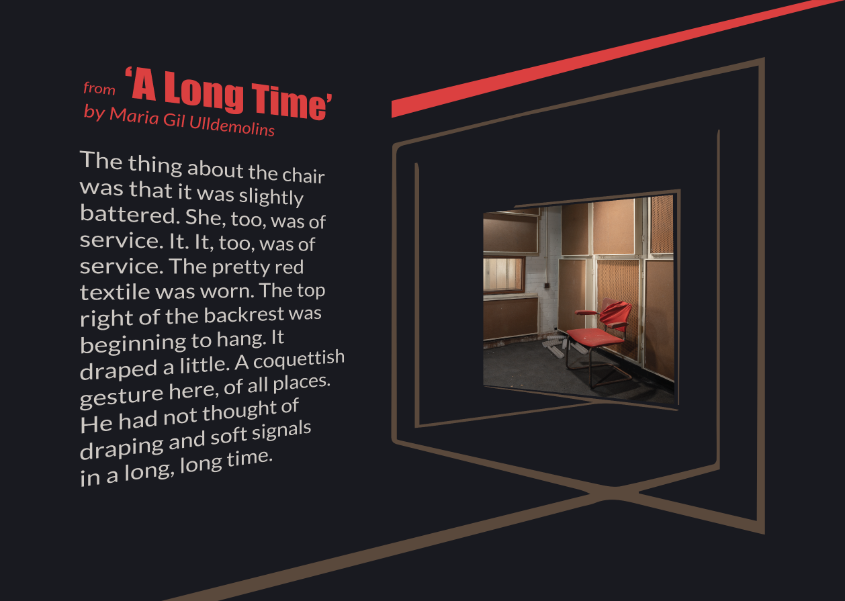 from ‘A Long Time’
by Maria Gil Ulldemolins
The thing about the chair
was that it was slightly
battered. She, too, was of
service. It. It, too, was of
service. The pretty red
textile was worn. The top
right of the backrest was
beginning to hang. It
draped a little. A coquettish
gesture here, of all places.
He had not thought of
draping and soft signals
in a long, long time.